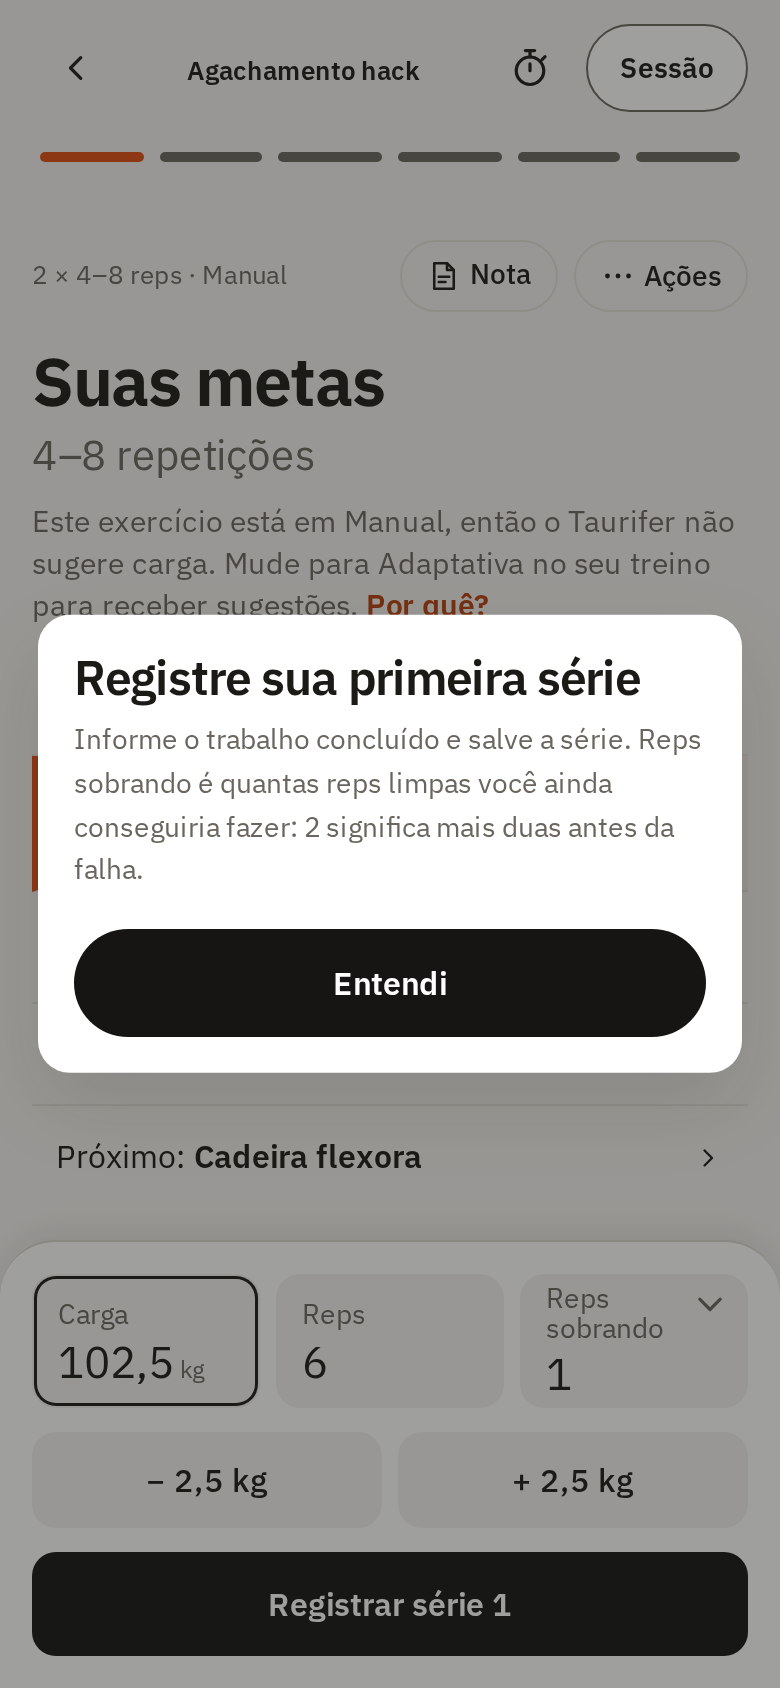 Agachamento hack
Sessão
2 × 4–8 reps · Manual
Nota
Ações
Suas metas
4–8 repetições
Este exercício está em Manual, então o Taurifer não
sugere carga. Mude para Adaptativa no seu treino
para receber sugestões. Por quê?
Registre sua primeira série
Informe o trabalho concluído e salve a série. Reps
sobrando é quantas reps limpas você ainda
conseguiria fazer: 2 significa mais duas antes da
falha.
Entendi
Próximo: Cadeira flexora
Carga
102,5 kg
Reps
6
Reps
sobrando
1
– 2,5 kg
+ 2,5 kg
Registrar série 1